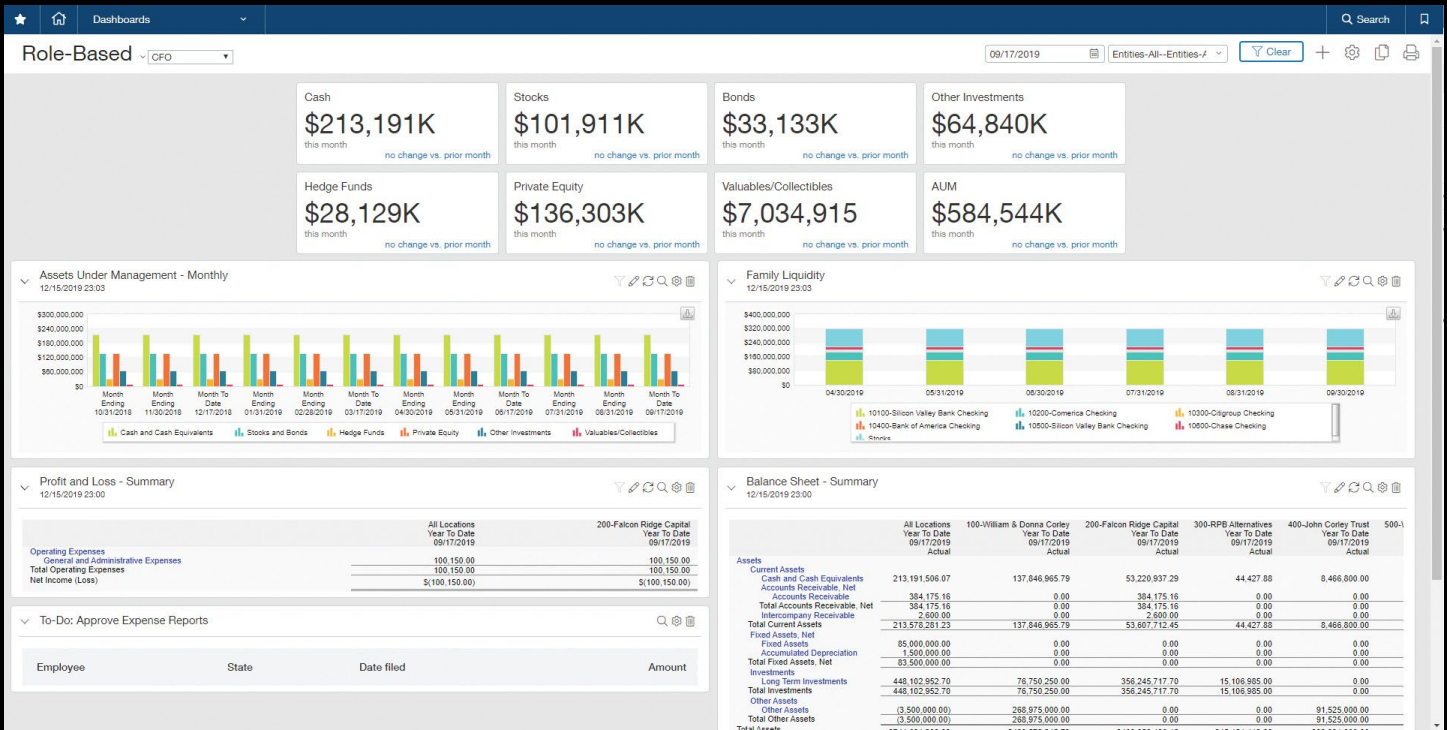 Dashboards
Search
Role-Based
CFO
09/17/2019
Entities-All--Entities-A
Clear
Cash
$213,191K
this month
no change vs. prior month
Stocks
$101,911K
this month
no change vs. prior month
Bonds
$33,133K
this month
no change vs. prior month
Other Investments
$64,840K
this month
no change vs. prior month
Hedge Funds
$28,129K
this month
no change vs. prior month
Private Equity
$136,303K
this month
no change vs. prior month
Valuables/Collectibles
$7,034,915
this month
no change vs. prior month
AUM
$584,544K
this month
no change vs. prior month
Assets Under Management - Monthly
12/15/2019 23:03
$300,000,000
$240,000,000
$180,000,000
$120,000,000
$60,000,000
$0
Month Ending 10/31/2018
Month Ending 11/30/2018
Month To Date 12/17/2018
Month Ending 01/31/2019
Month Ending 02/28/2019
Month To Date 03/17/2019
Month Ending 04/30/2019
Month Ending 05/31/2019
Month To Date 06/17/2019
Month Ending 07/31/2019
Month Ending 08/31/2019
Month To Date 09/17/2019
Cash and Cash Equivalents
Stocks and Bonds
Hedge Funds
Private Equity
Other Investments
Valuables/Collectibles
Family Liquidity
12/15/2019 23:03
$400,000,000
$320,000,000
$240,000,000
$160,000,000
$80,000,000
$0
04/30/2019 05/31/2019 06/30/2019 07/31/2019 08/31/2019 09/30/2019
10100-Silicon Valley Bank Checking
10200-Comerica Checking
10300-Citigroup Checking
10400-Bank of America Checking
10500-Silicon Valley Bank Checking
10600-Chase Checking
Stocks
Profit and Loss - Summary
12/15/2019 23:00
All Locations 200-Falcon Ridge Capital
Year To Date Year To Date
09/17/2019 09/17/2019
Operating Expenses
General and Administrative Expenses 100,150.00 100,150.00
Total Operating Expenses 100,150.00 100,150.00
Net Income (Loss) $(100,150.00) $(100,150.00)
To-Do: Approve Expense Reports
Employee State Date filed Amount
Balance Sheet - Summary
12/15/2019 23:00
All Locations 100-William & Donna Corley 200-Falcon Ridge Capital 300-RPB Alternatives 400-John Corley Trust
Year To Date Year To Date Year To Date Year To Date Year To Date
09/17/2019 09/17/2019 09/17/2019 09/17/2019 09/17/2019
Actual Actual Actual Actual Actual
Assets
Current Assets
Cash and Cash Equivalents 213,191,506.07 137,846,965.79 53,220,937.29 44,427.88 8,466,800.00
Accounts Receivable, Net
Accounts Receivable 384,175.16 0.00 384,175.16 0.00 0.00
Total Accounts Receivable, Net 384,175.16 0.00 384,175.16 0.00 0.00
Intercompany Receivable 2,600.00 0.00 2,600.00 0.00 0.00
Total Current Assets 213,578,281.23 137,846,965.79 53,607,712.45 44,427.88 8,466,800.00
Fixed Assets, Net
Fixed Assets 85,000,000.00 0.00 0.00 0.00 0.00
Accumulated Depreciation 1,500,000.00 0.00 0.00 0.00 0.00
Total Fixed Assets, Net 83,500,000.00 0.00 0.00 0.00 0.00
Investments
Long Term Investments 448,102,952.70 76,750,250.00 356,245,717.70 15,106,985.00 0.00
Total Investments 448,102,952.70 76,750,250.00 356,245,717.70 15,106,985.00 0.00
Other Assets
Other Assets (3,500,000.00) 268,975,000.00 0.00 0.00 91,525,000.00
Total Other Assets (3,500,000.00) 268,975,000.00 0.00 0.00 91,525,000.00
Total Assets